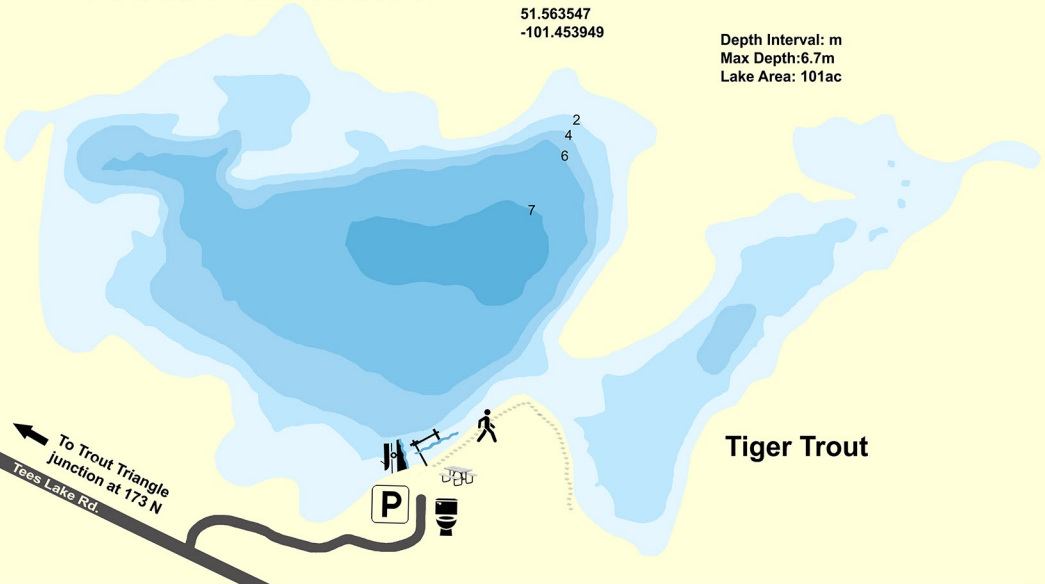 51.563547
-101.453949
Depth Interval: m
Max Depth:6.7m
Lake Area: 101ac
2
4
6
7
Tiger Trout
To Trout Triangle
junction at 173 N
Tees Lake Rd.
P